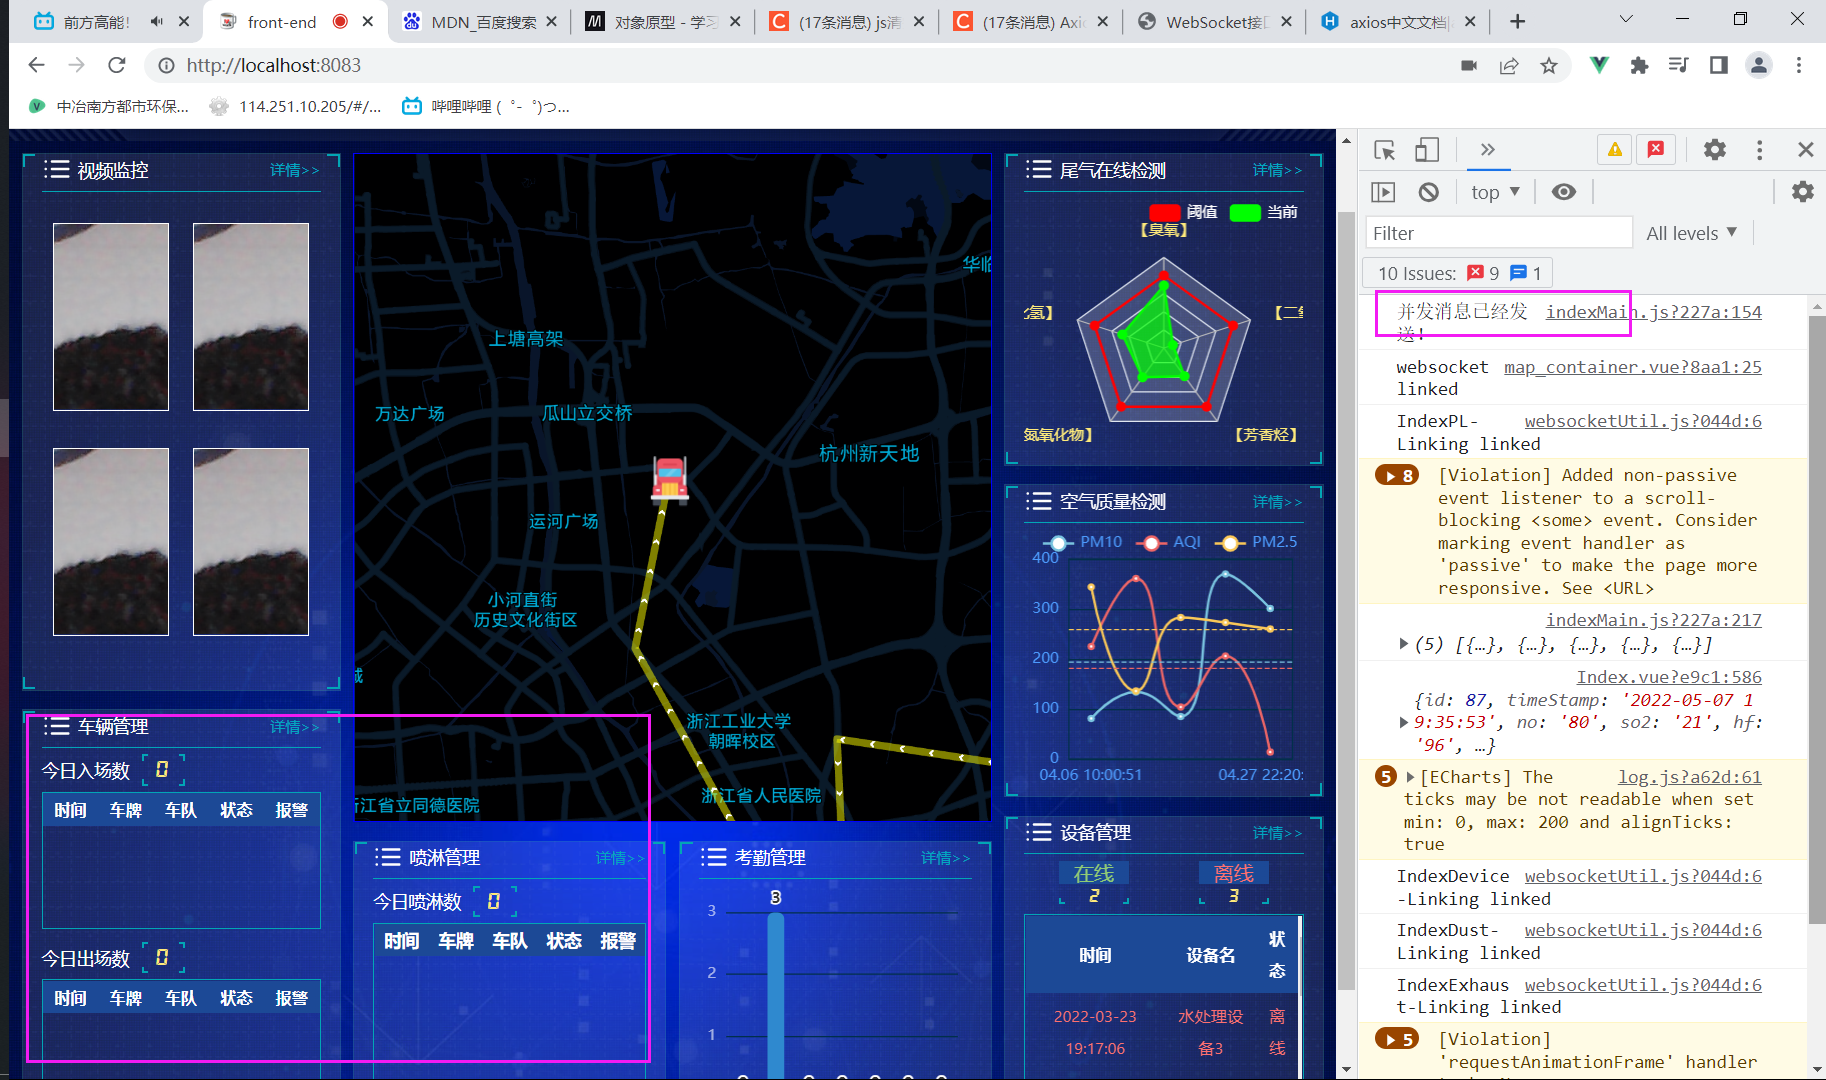 前方高能!
front-end
MDN_百度搜索
对象原型 - 学习
(17条消息) js清
(17条消息) Axi
WebSocket接口
axios中文文档|
http://localhost:8083
中冶南方都市环保...
114.251.10.205/#/...
哔哩哔哩 ( ゜- ゜)つ...
视频监控
详情>>
车辆管理
详情>>
今日入场数 0
时间 车牌 车队 状态 报警
今日出场数 0
时间 车牌 车队 状态 报警
华临
上塘高架
万达广场
瓜山立交桥
杭州新天地
运河广场
小河直街
历史文化街区
城
浙江工业大学
朝晖校区
浙江省人民医院
江省立同德医院
喷淋管理
详情>>
今日喷淋数 0
时间 车牌 车队 状态 报警
考勤管理
详情>>
3
3
2
1
0 0 0 0 0 0
尾气在线检测
详情>>
阈值 当前
【臭氧】
氢】
【二
氮氧化物】
【芳香烃】
空气质量检测
详情>>
PM10 AQI PM2.5
400
300
200
100
0
04.06 10:00:51 04.27 22:20:
设备管理
详情>>
在线 离线
2 3
时间 设备名 状态
2022-03-23 19:17:06 水处理设备3 离线
top
Filter
All levels
10 Issues: 9 1
并发消息已经发 indexMain.js?227a:154
送!
websocket map_container.vue?8aa1:25
linked
IndexPL- websocketUtil.js?044d:6
Linking linked
8 [Violation] Added non-passive
event listener to a scroll-
blocking <some> event. Consider
marking event handler as
'passive' to make the page more
responsive. See <URL>
indexMain.js?227a:217
(5) [{…}, {…}, {…}, {…}, {…}]
Index.vue?e9c1:586
{id: 87, timeStamp: '2022-05-07 1
9:35:53', no: '80', so2: '21', hf:
'96', …}
5 [ECharts] The log.js?a62d:61
ticks may be not readable when set
min: 0, max: 200 and alignTicks:
true
IndexDevice websocketUtil.js?044d:6
-Linking linked
IndexDust- websocketUtil.js?044d:6
Linking linked
IndexExhaus websocketUtil.js?044d:6
t-Linking linked
5 [Violation]
'requestAnimationFrame' handler